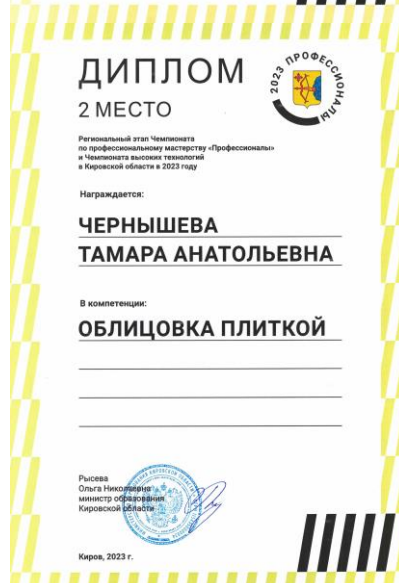 ДИПЛОМ
2 МЕСТО
2023 ПРОФЕССИОНАЛЫ
Региональный этап Чемпионата
по профессиональному мастерству «Профессионалы»
и Чемпионата высоких технологий
в Кировской области в 2023 году
Награждается:
ЧЕРНЫШЕВА
ТАМАРА АНАТОЛЬЕВНА
В компетенции:
ОБЛИЦОВКА ПЛИТКОЙ
Рысева
Ольга Николаевна
министр образования
Кировской области
Киров, 2023 г.